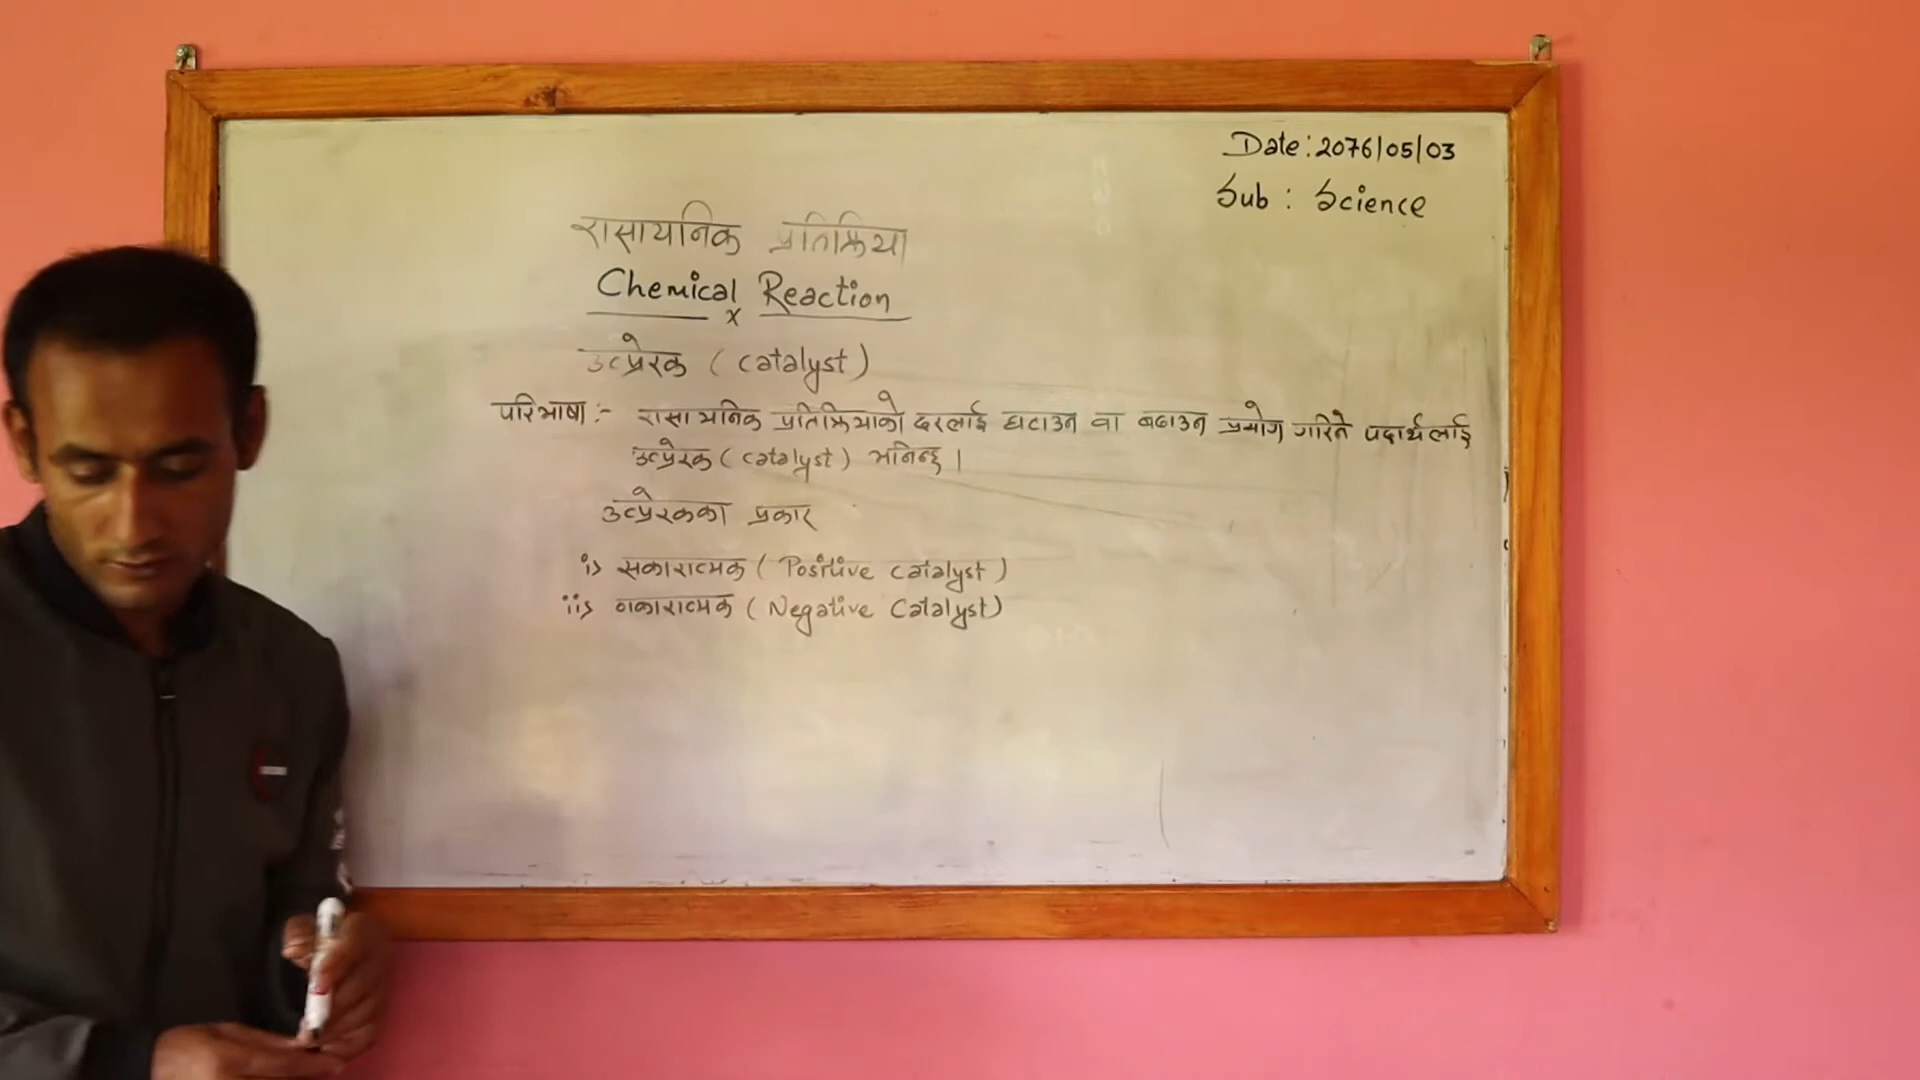 Date: 2076/05/03
Sub : Science
रासायनिक प्रतिक्रिया
Chemical Reaction
x
उत्प्रेरक ( catalyst )
परिभाषा :- रासायनिक प्रतिक्रियाको दरलाई घटाउन वा बढाउन प्रयोग गरिने पदार्थलाई
उत्प्रेरक ( catalyst ) भनिन्छ ।
उत्प्रेरकका प्रकार
i> सकारात्मक ( Positive catalyst )
ii> नकारात्मक ( Negative Catalyst )